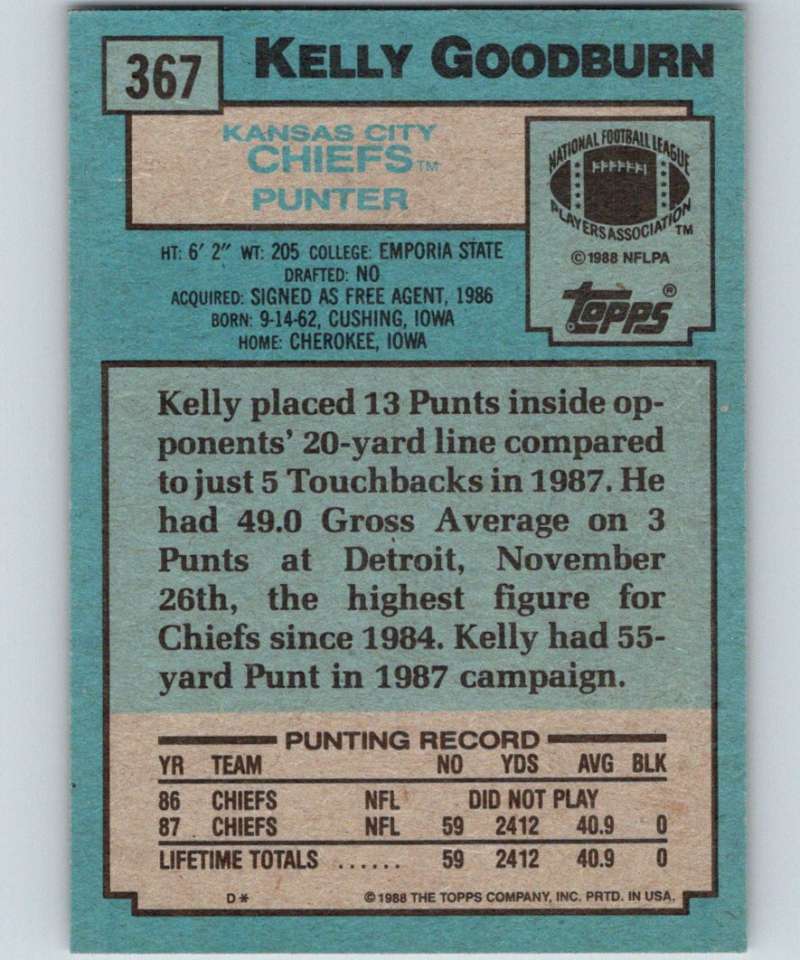 367
KELLY GOODBURN
KANSAS CITY
CHIEFS™
PUNTER
NATIONAL FOOTBALL LEAGUE
PLAYERS ASSOCIATION™
©1988 NFLPA
TOPPS®
HT: 6' 2" WT: 205 COLLEGE: EMPORIA STATE
DRAFTED: NO
ACQUIRED: SIGNED AS FREE AGENT, 1986
BORN: 9-14-62, CUSHING, IOWA
HOME: CHEROKEE, IOWA
Kelly placed 13 Punts inside op-
ponents' 20-yard line compared
to just 5 Touchbacks in 1987. He
had 49.0 Gross Average on 3
Punts at Detroit, November
26th, the highest figure for
Chiefs since 1984. Kelly had 55-
yard Punt in 1987 campaign.
PUNTING RECORD
YR TEAM NO YDS AVG BLK
86 CHIEFS NFL DID NOT PLAY
87 CHIEFS NFL 59 2412 40.9 0
LIFETIME TOTALS ...... 59 2412 40.9 0
D* ©1988 THE TOPPS COMPANY, INC. PRTD. IN USA.